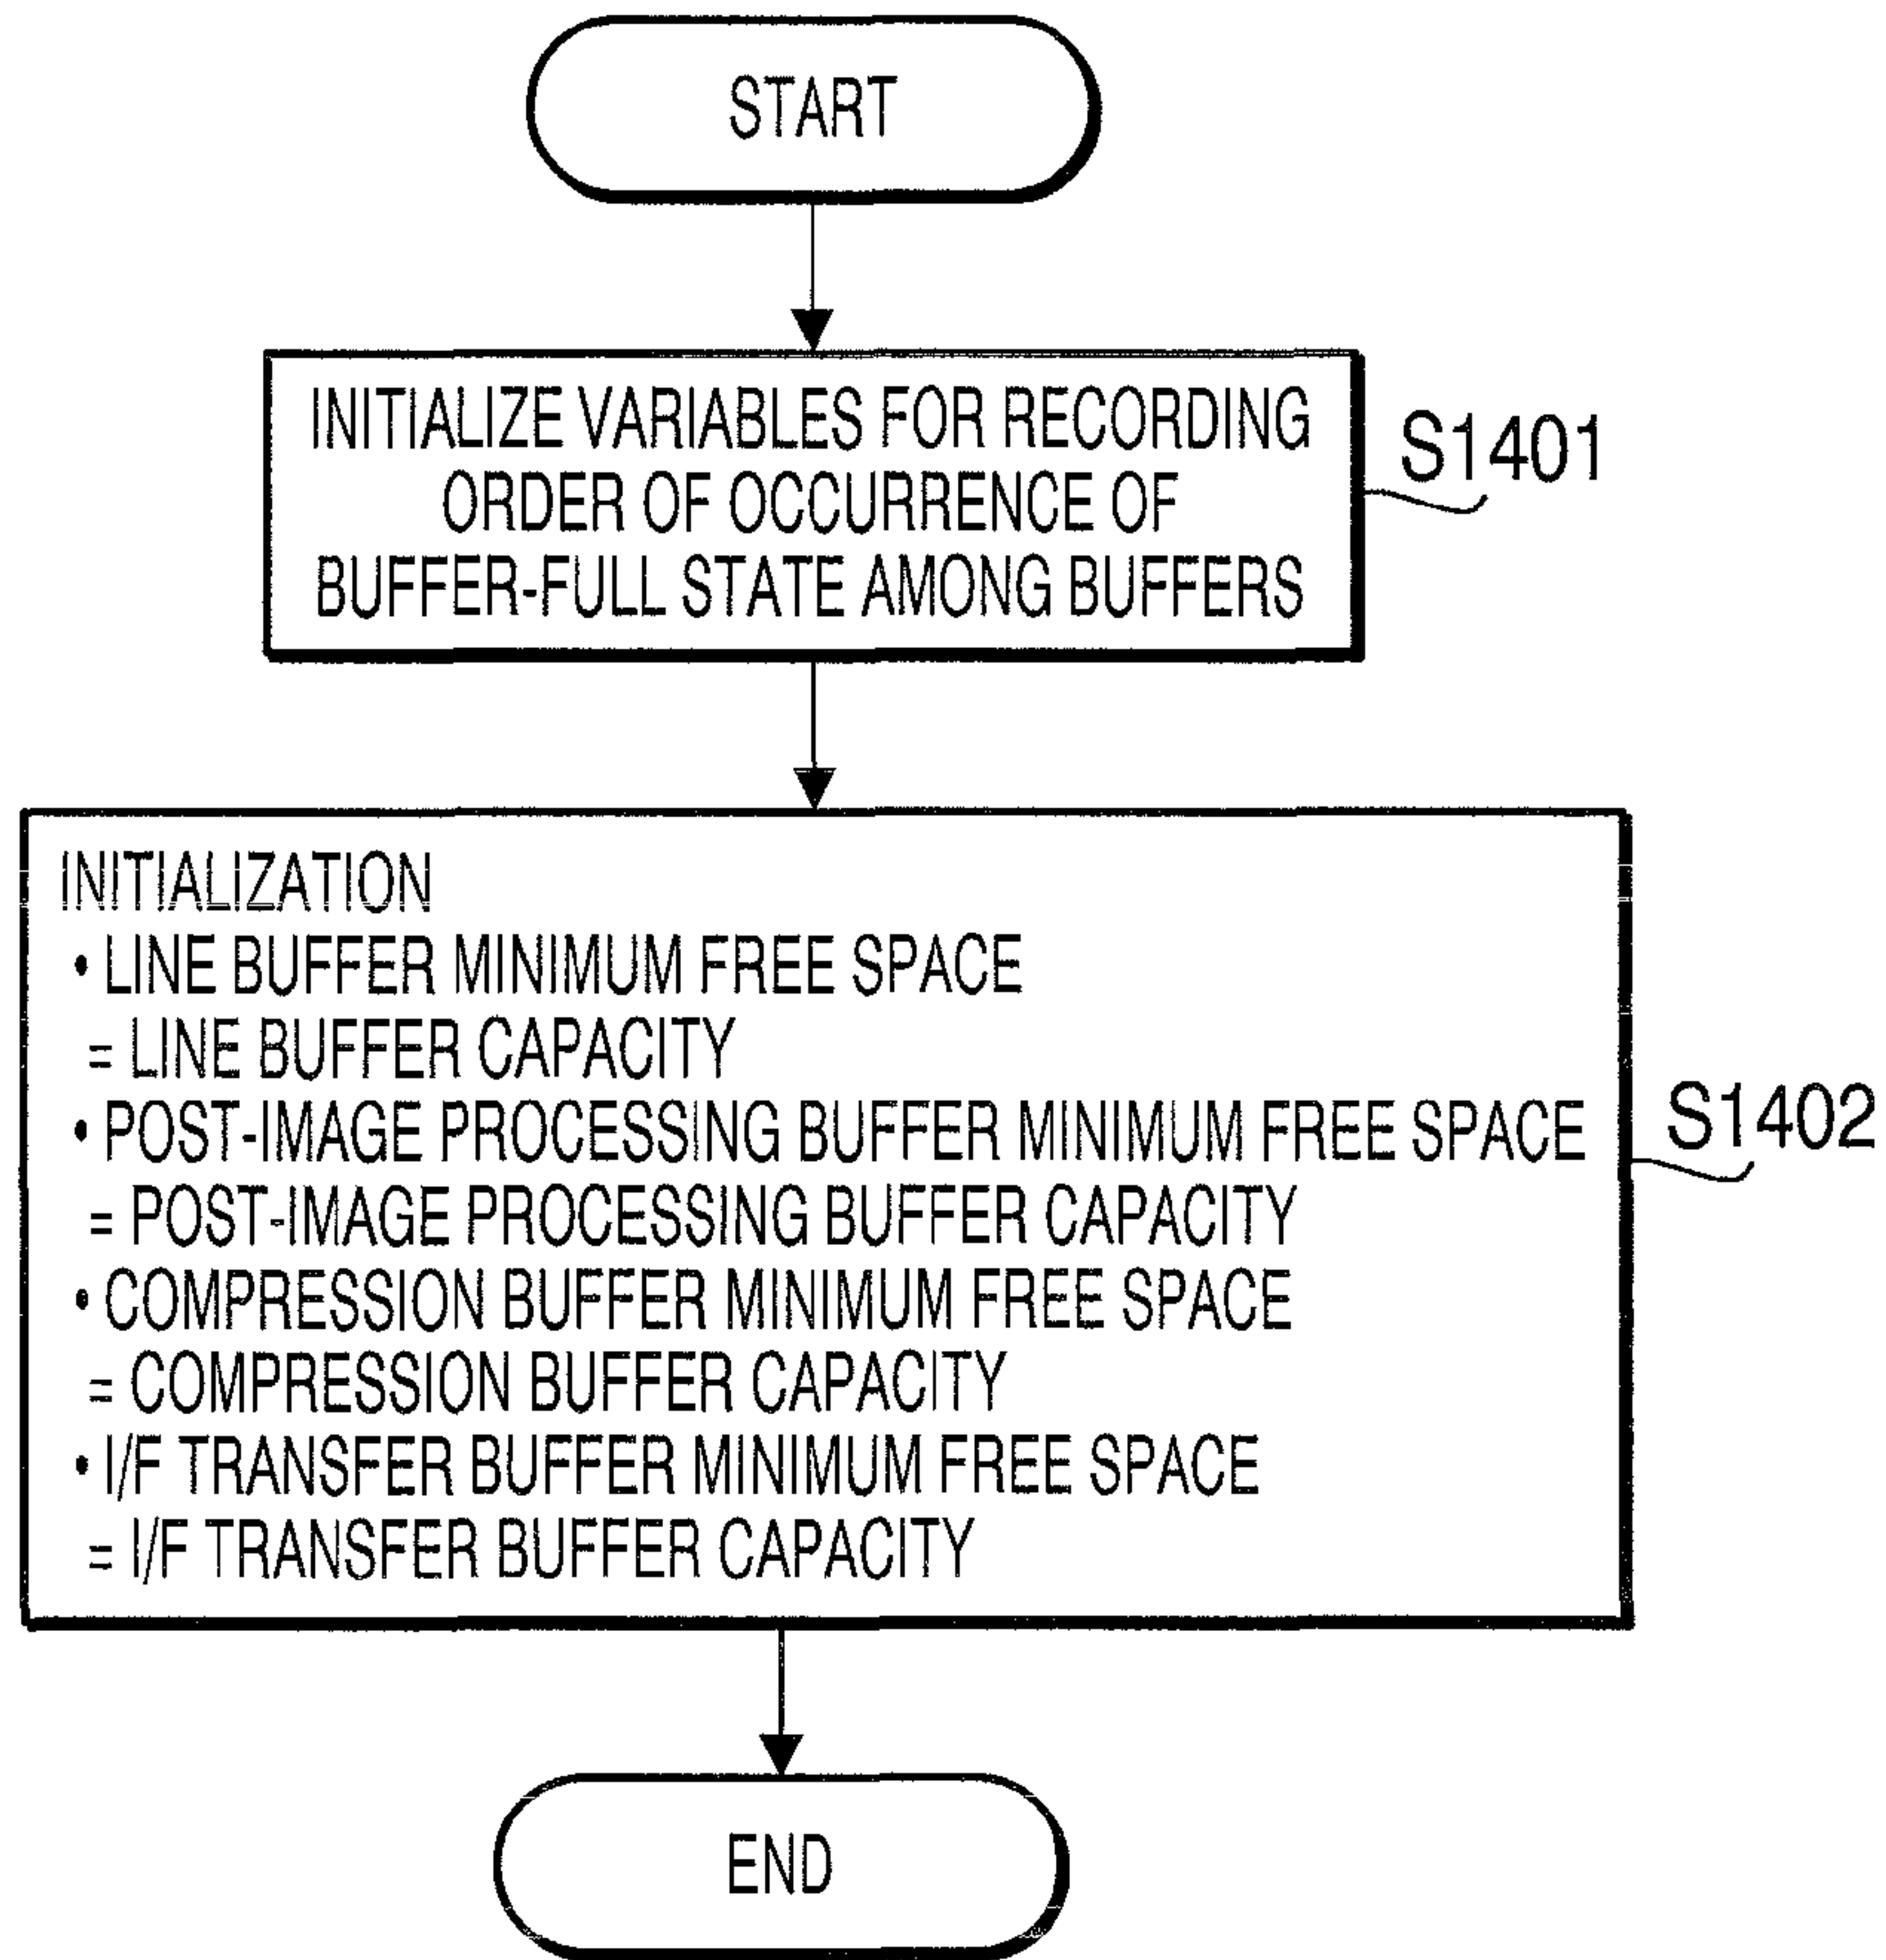 START
INITIALIZE VARIABLES FOR RECORDING
ORDER OF OCCURRENCE OF
BUFFER-FULL STATE AMONG BUFFERS
S1401
INITIALIZATION
• LINE BUFFER MINIMUM FREE SPACE
= LINE BUFFER CAPACITY
• POST-IMAGE PROCESSING BUFFER MINIMUM FREE SPACE
= POST-IMAGE PROCESSING BUFFER CAPACITY
• COMPRESSION BUFFER MINIMUM FREE SPACE
= COMPRESSION BUFFER CAPACITY
• I/F TRANSFER BUFFER MINIMUM FREE SPACE
= I/F TRANSFER BUFFER CAPACITY
S1402
END